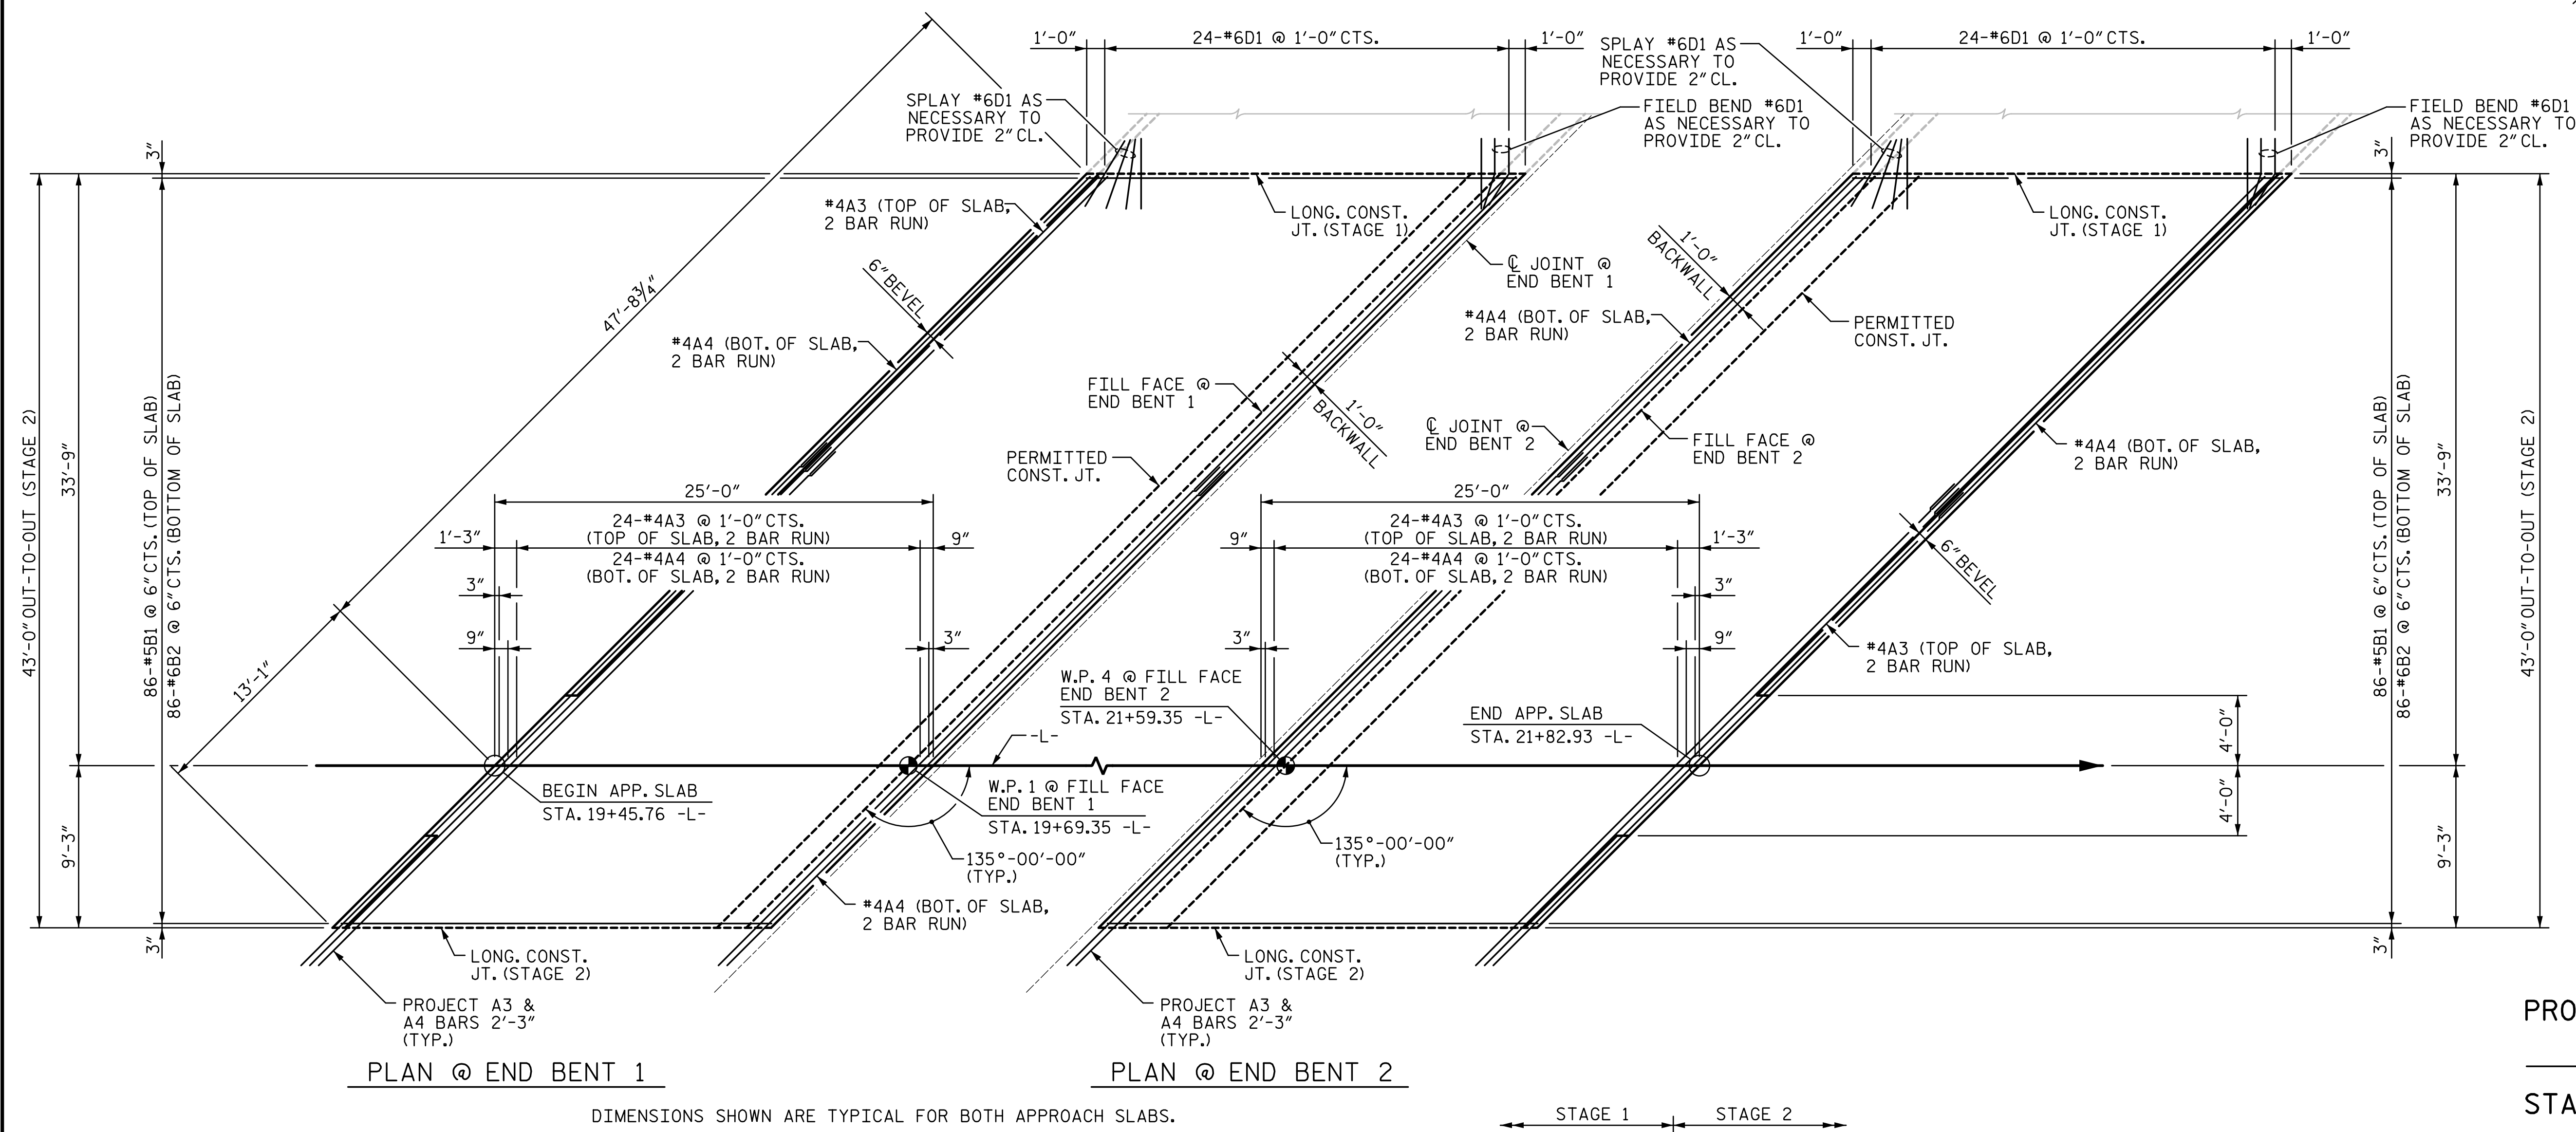 1'-0"
24-#6D1 @ 1'-0" CTS.
1'-0"
SPLAY #6D1 AS
NECESSARY TO
PROVIDE 2" CL.
1'-0"
24-#6D1 @ 1'-0" CTS.
1'-0"
SPLAY #6D1 AS
NECESSARY TO
PROVIDE 2" CL.
FIELD BEND #6D1
AS NECESSARY TO
PROVIDE 2" CL.
FIELD BEND #6D1
AS NECESSARY TO
PROVIDE 2" CL.
3"
3"
#4A3 (TOP OF SLAB,
2 BAR RUN)
LONG. CONST.
JT. (STAGE 1)
LONG. CONST.
JT. (STAGE 1)
6" BEVEL
47'-8¾"
℄ JOINT @
END BENT 1
1'-0"
BACKWALL
#4A4 (BOT. OF SLAB,
2 BAR RUN)
#4A4 (BOT. OF SLAB,
2 BAR RUN)
PERMITTED
CONST. JT.
FILL FACE @
END BENT 1
1'-0"
BACKWALL
℄ JOINT @
END BENT 2
FILL FACE @
END BENT 2
#4A4 (BOT. OF SLAB,
2 BAR RUN)
PERMITTED
CONST. JT.
43'-0" OUT-TO-OUT (STAGE 2)
33'-9"
86-#5B1 @ 6" CTS. (TOP OF SLAB)
86-#6B2 @ 6" CTS. (BOTTOM OF SLAB)
86-#5B1 @ 6" CTS. (TOP OF SLAB)
86-#6B2 @ 6" CTS. (BOTTOM OF SLAB)
33'-9"
43'-0" OUT-TO-OUT (STAGE 2)
25'-0"
24-#4A3 @ 1'-0" CTS.
(TOP OF SLAB, 2 BAR RUN)
1'-3"
9"
24-#4A4 @ 1'-0" CTS.
(BOT. OF SLAB, 2 BAR RUN)
3"
9"
3"
25'-0"
24-#4A3 @ 1'-0" CTS.
(TOP OF SLAB, 2 BAR RUN)
9"
1'-3"
24-#4A4 @ 1'-0" CTS.
(BOT. OF SLAB, 2 BAR RUN)
3"
3"
9"
6" BEVEL
#4A3 (TOP OF SLAB,
2 BAR RUN)
13'-1"
W.P. 4 @ FILL FACE
END BENT 2
STA. 21+59.35 -L-
END APP. SLAB
STA. 21+82.93 -L-
-L-
4'-0"
4'-0"
BEGIN APP. SLAB
STA. 19+45.76 -L-
W.P. 1 @ FILL FACE
END BENT 1
STA. 19+69.35 -L-
135°-00'-00"
(TYP.)
135°-00'-00"
(TYP.)
9'-3"
9'-3"
#4A4 (BOT. OF SLAB,
2 BAR RUN)
3"
3"
LONG. CONST.
JT. (STAGE 2)
LONG. CONST.
JT. (STAGE 2)
PROJECT A3 &
A4 BARS 2'-3"
(TYP.)
PROJECT A3 &
A4 BARS 2'-3"
(TYP.)
PLAN @ END BENT 1
PLAN @ END BENT 2
DIMENSIONS SHOWN ARE TYPICAL FOR BOTH APPROACH SLABS.
STAGE 1
STAGE 2
PRO
STA